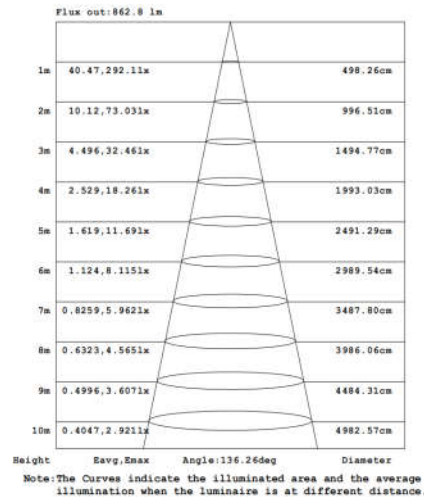 Flux out:862.8 lm
1m 40.47,292.11x 498.26cm
2m 10.12,73.031x 996.51cm
3m 4.496,32.461x 1494.77cm
4m 2.529,18.261x 1993.03cm
5m 1.619,11.691x 2491.29cm
6m 1.124,8.1151x 2989.54cm
7m 0.8259,5.9621x 3487.80cm
8m 0.6323,4.5651x 3986.06cm
9m 0.4996,3.6071x 4484.31cm
10m 0.4047,2.9211x 4982.57cm
Height Eavg,Emax Angle:136.26deg Diameter
Note:The Curves indicate the illuminated area and the average
illumination when the luminaire is at different distance